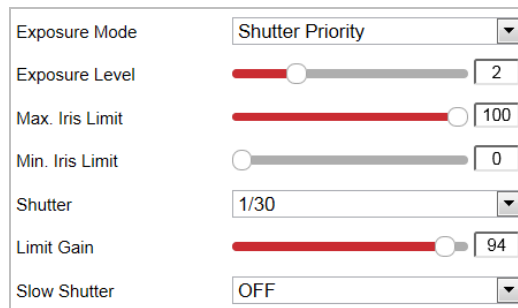 Exposure Mode Shutter Priority
Exposure Level 2
Max. Iris Limit 100
Min. Iris Limit 0
Shutter 1/30
Limit Gain 94
Slow Shutter OFF